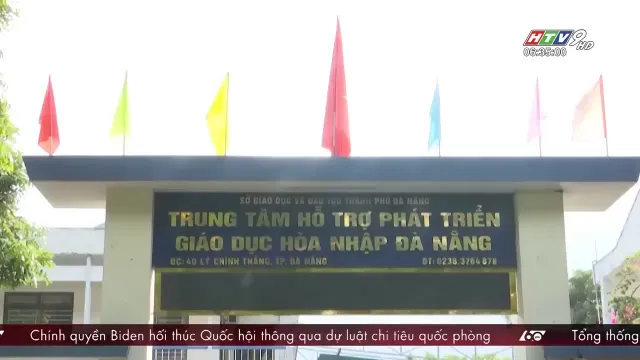 HTV9 HD
06:35:00
SỞ GIÁO DỤC VÀ ĐÀO TẠO THÀNH PHỐ ĐÀ NẴNG
TRUNG TÂM HỖ TRỢ PHÁT TRIỂN
GIÁO DỤC HÒA NHẬP ĐÀ NẴNG
ĐC: 40 LÝ CHÍNH THẮNG, TP. ĐÀ NẴNG ĐT: 0236.3764 878
Chính quyền Biden hối thúc Quốc hội thông qua dự luật chi tiêu quốc phòng
Tổng thống